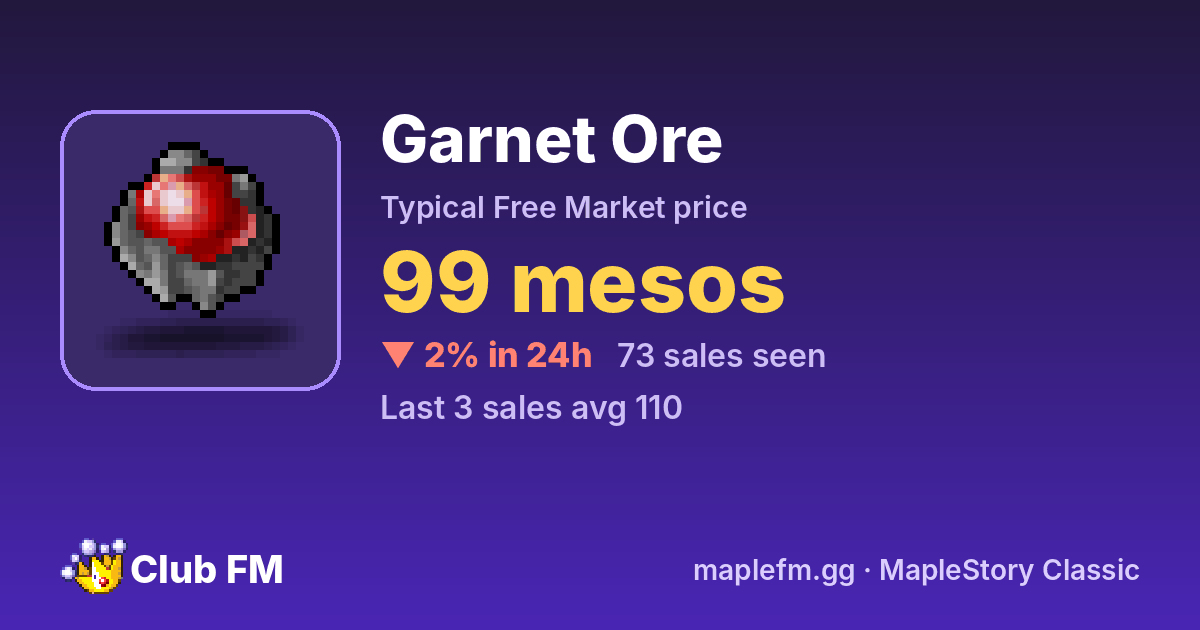 Garnet Ore
Typical Free Market price
99 mesos
▼ 2% in 24h 73 sales seen
Last 3 sales avg 110
Club FM
maplefm.gg · MapleStory Classic